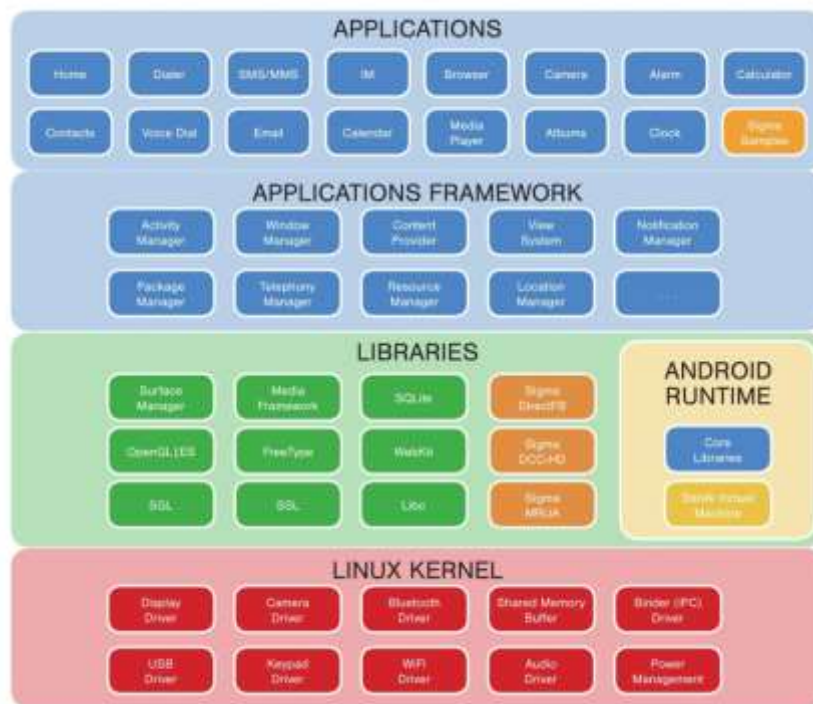 APPLICATIONS
Home
Dialer
SMS/MMS
IM
Browser
Camera
Alarm
Calculator
Contacts
Voice Dial
Email
Calendar
Media
Player
Albums
Clock
Sigma
Samples
APPLICATIONS FRAMEWORK
Activity
Manager
Window
Manager
Content
Provider
View
System
Notification
Manager
Package
Manager
Telephony
Manager
Resource
Manager
Location
Manager
...
LIBRARIES
Surface
Manager
Media
Framework
SQLite
Sigma
DirectFB
OpenGL|ES
FreeType
WebKit
Sigma
DCC-HD
SGL
SSL
Libc
Sigma
MRUA
ANDROID
RUNTIME
Core
Libraries
Dalvik Virtual
Machine
LINUX KERNEL
Display
Driver
Camera
Driver
Bluetooth
Driver
Shared Memory
Buffer
Binder (IPC)
Driver
USB
Driver
Keypad
Driver
WiFi
Driver
Audio
Driver
Power
Management